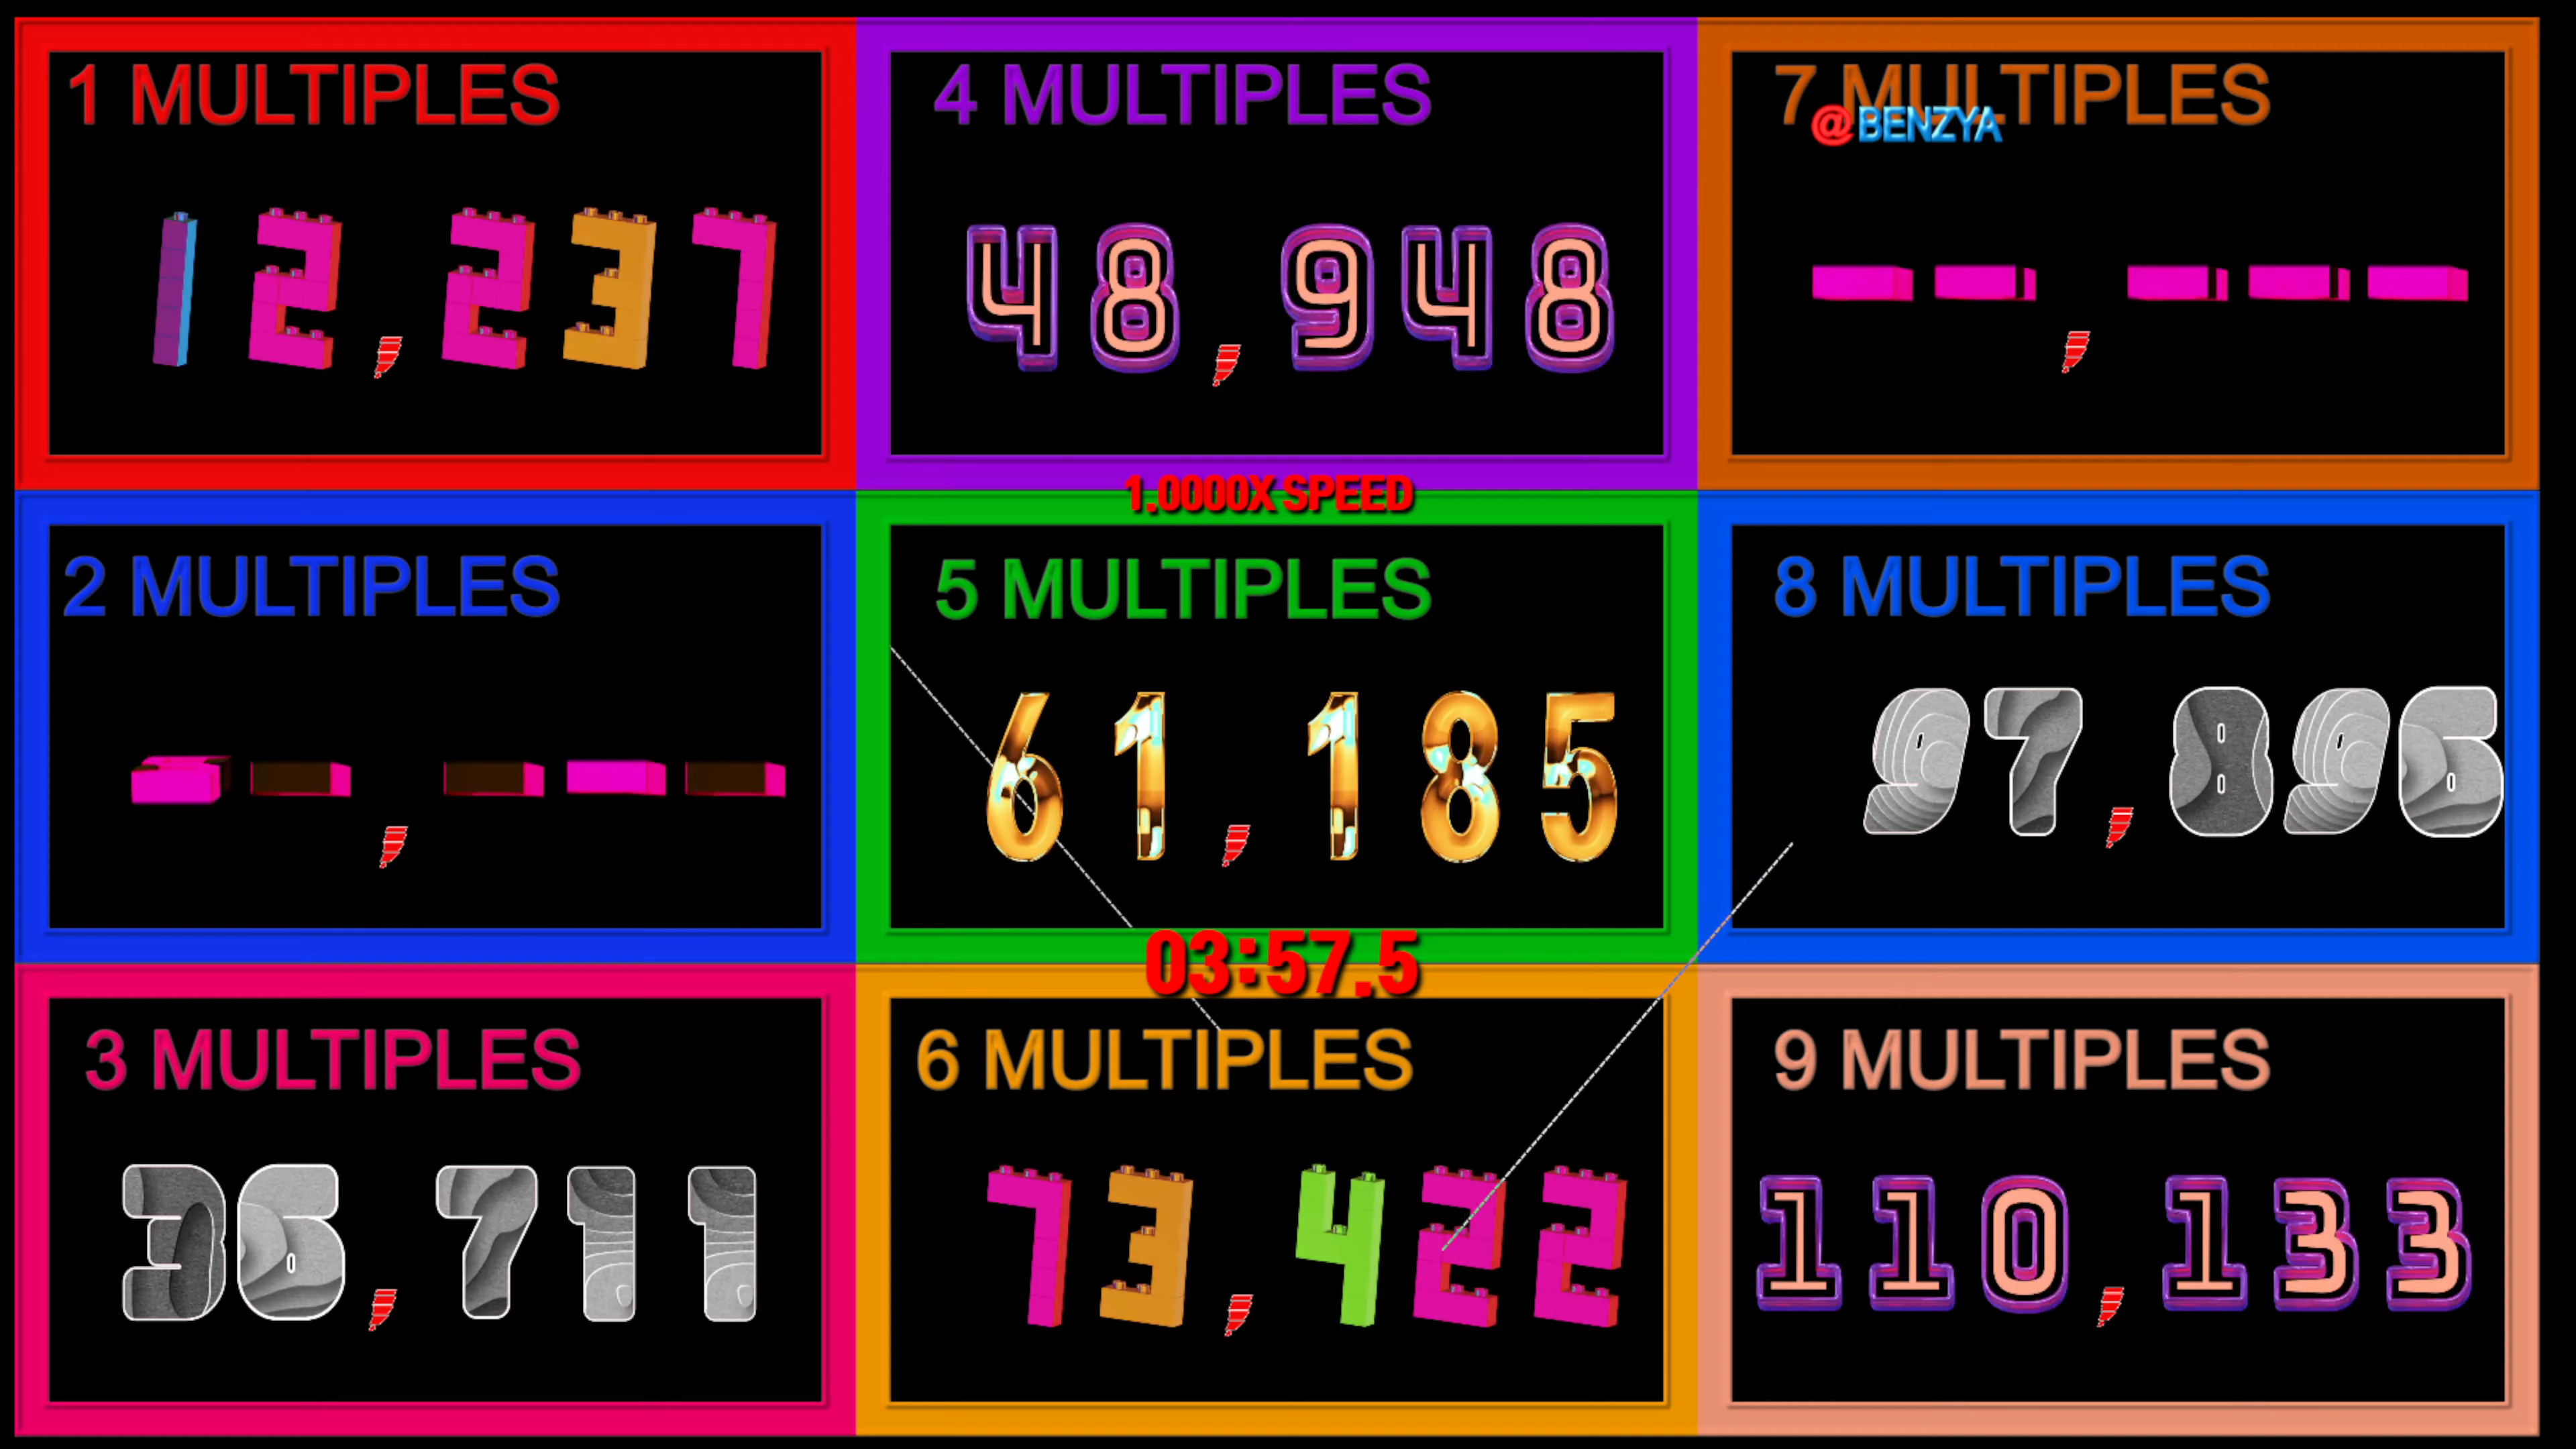 1 MULTIPLES
12,237
4 MULTIPLES
48,948
7 MULTIPLES
@BENZYA
1.0000X SPEED
2 MULTIPLES
5 MULTIPLES
61,185
8 MULTIPLES
97,896
03:57.5
3 MULTIPLES
36,711
6 MULTIPLES
73,422
9 MULTIPLES
110,133